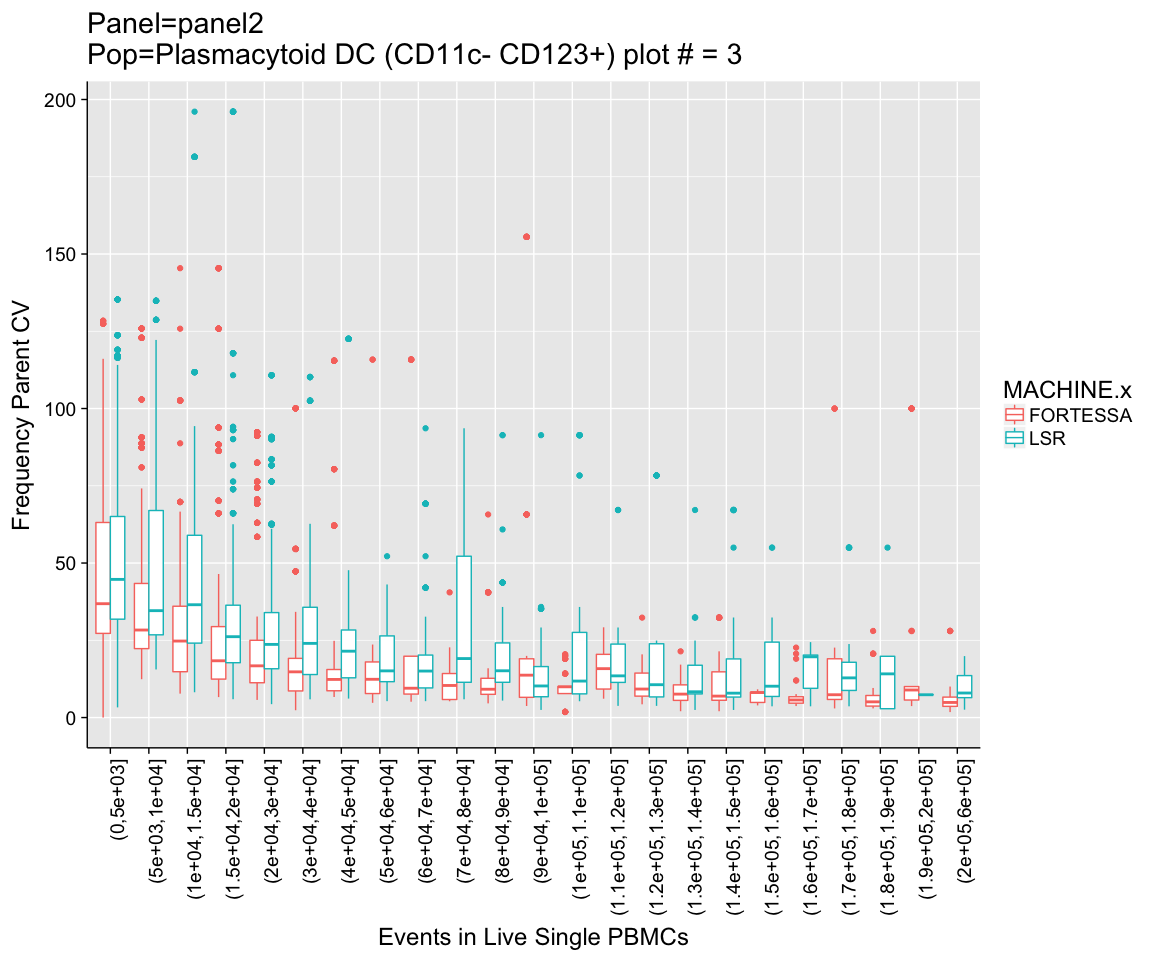 Panel=panel2
Pop=Plasmacytoid DC (CD11c- CD123+) plot # = 3
200
150
100
50
0
Frequency Parent CV
(0,5e+03]
(5e+03,1e+04]
(1e+04,1.5e+04]
(1.5e+04,2e+04]
(2e+04,3e+04]
(3e+04,4e+04]
(4e+04,5e+04]
(5e+04,6e+04]
(6e+04,7e+04]
(7e+04,8e+04]
(8e+04,9e+04]
(9e+04,1e+05]
(1e+05,1.1e+05]
(1.1e+05,1.2e+05]
(1.2e+05,1.3e+05]
(1.3e+05,1.4e+05]
(1.4e+05,1.5e+05]
(1.5e+05,1.6e+05]
(1.6e+05,1.7e+05]
(1.7e+05,1.8e+05]
(1.8e+05,1.9e+05]
(1.9e+05,2e+05]
(2e+05,6e+05]
Events in Live Single PBMCs
MACHINE.x
FORTESSA
LSR